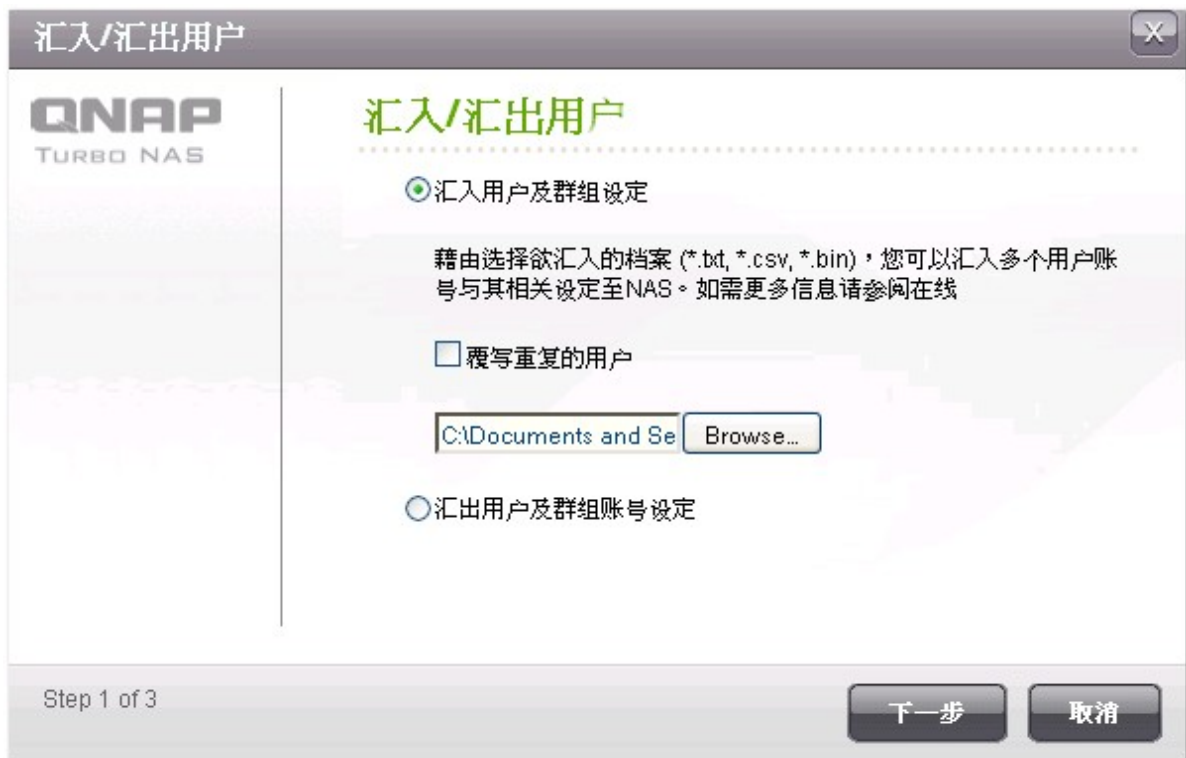 汇入/汇出用户
X
QNAP
TURBO NAS
汇入/汇出用户
汇入用户及群组设定
藉由选择欲汇入的档案 (*.txt, *.csv, *.bin)，您可以汇入多个用户账
号与其相关设定至NAS。如需更多信息请参阅在线
覆写重复的用户
C:\Documents and Se
Browse...
汇出用户及群组账号设定
Step 1 of 3
下一步
取消